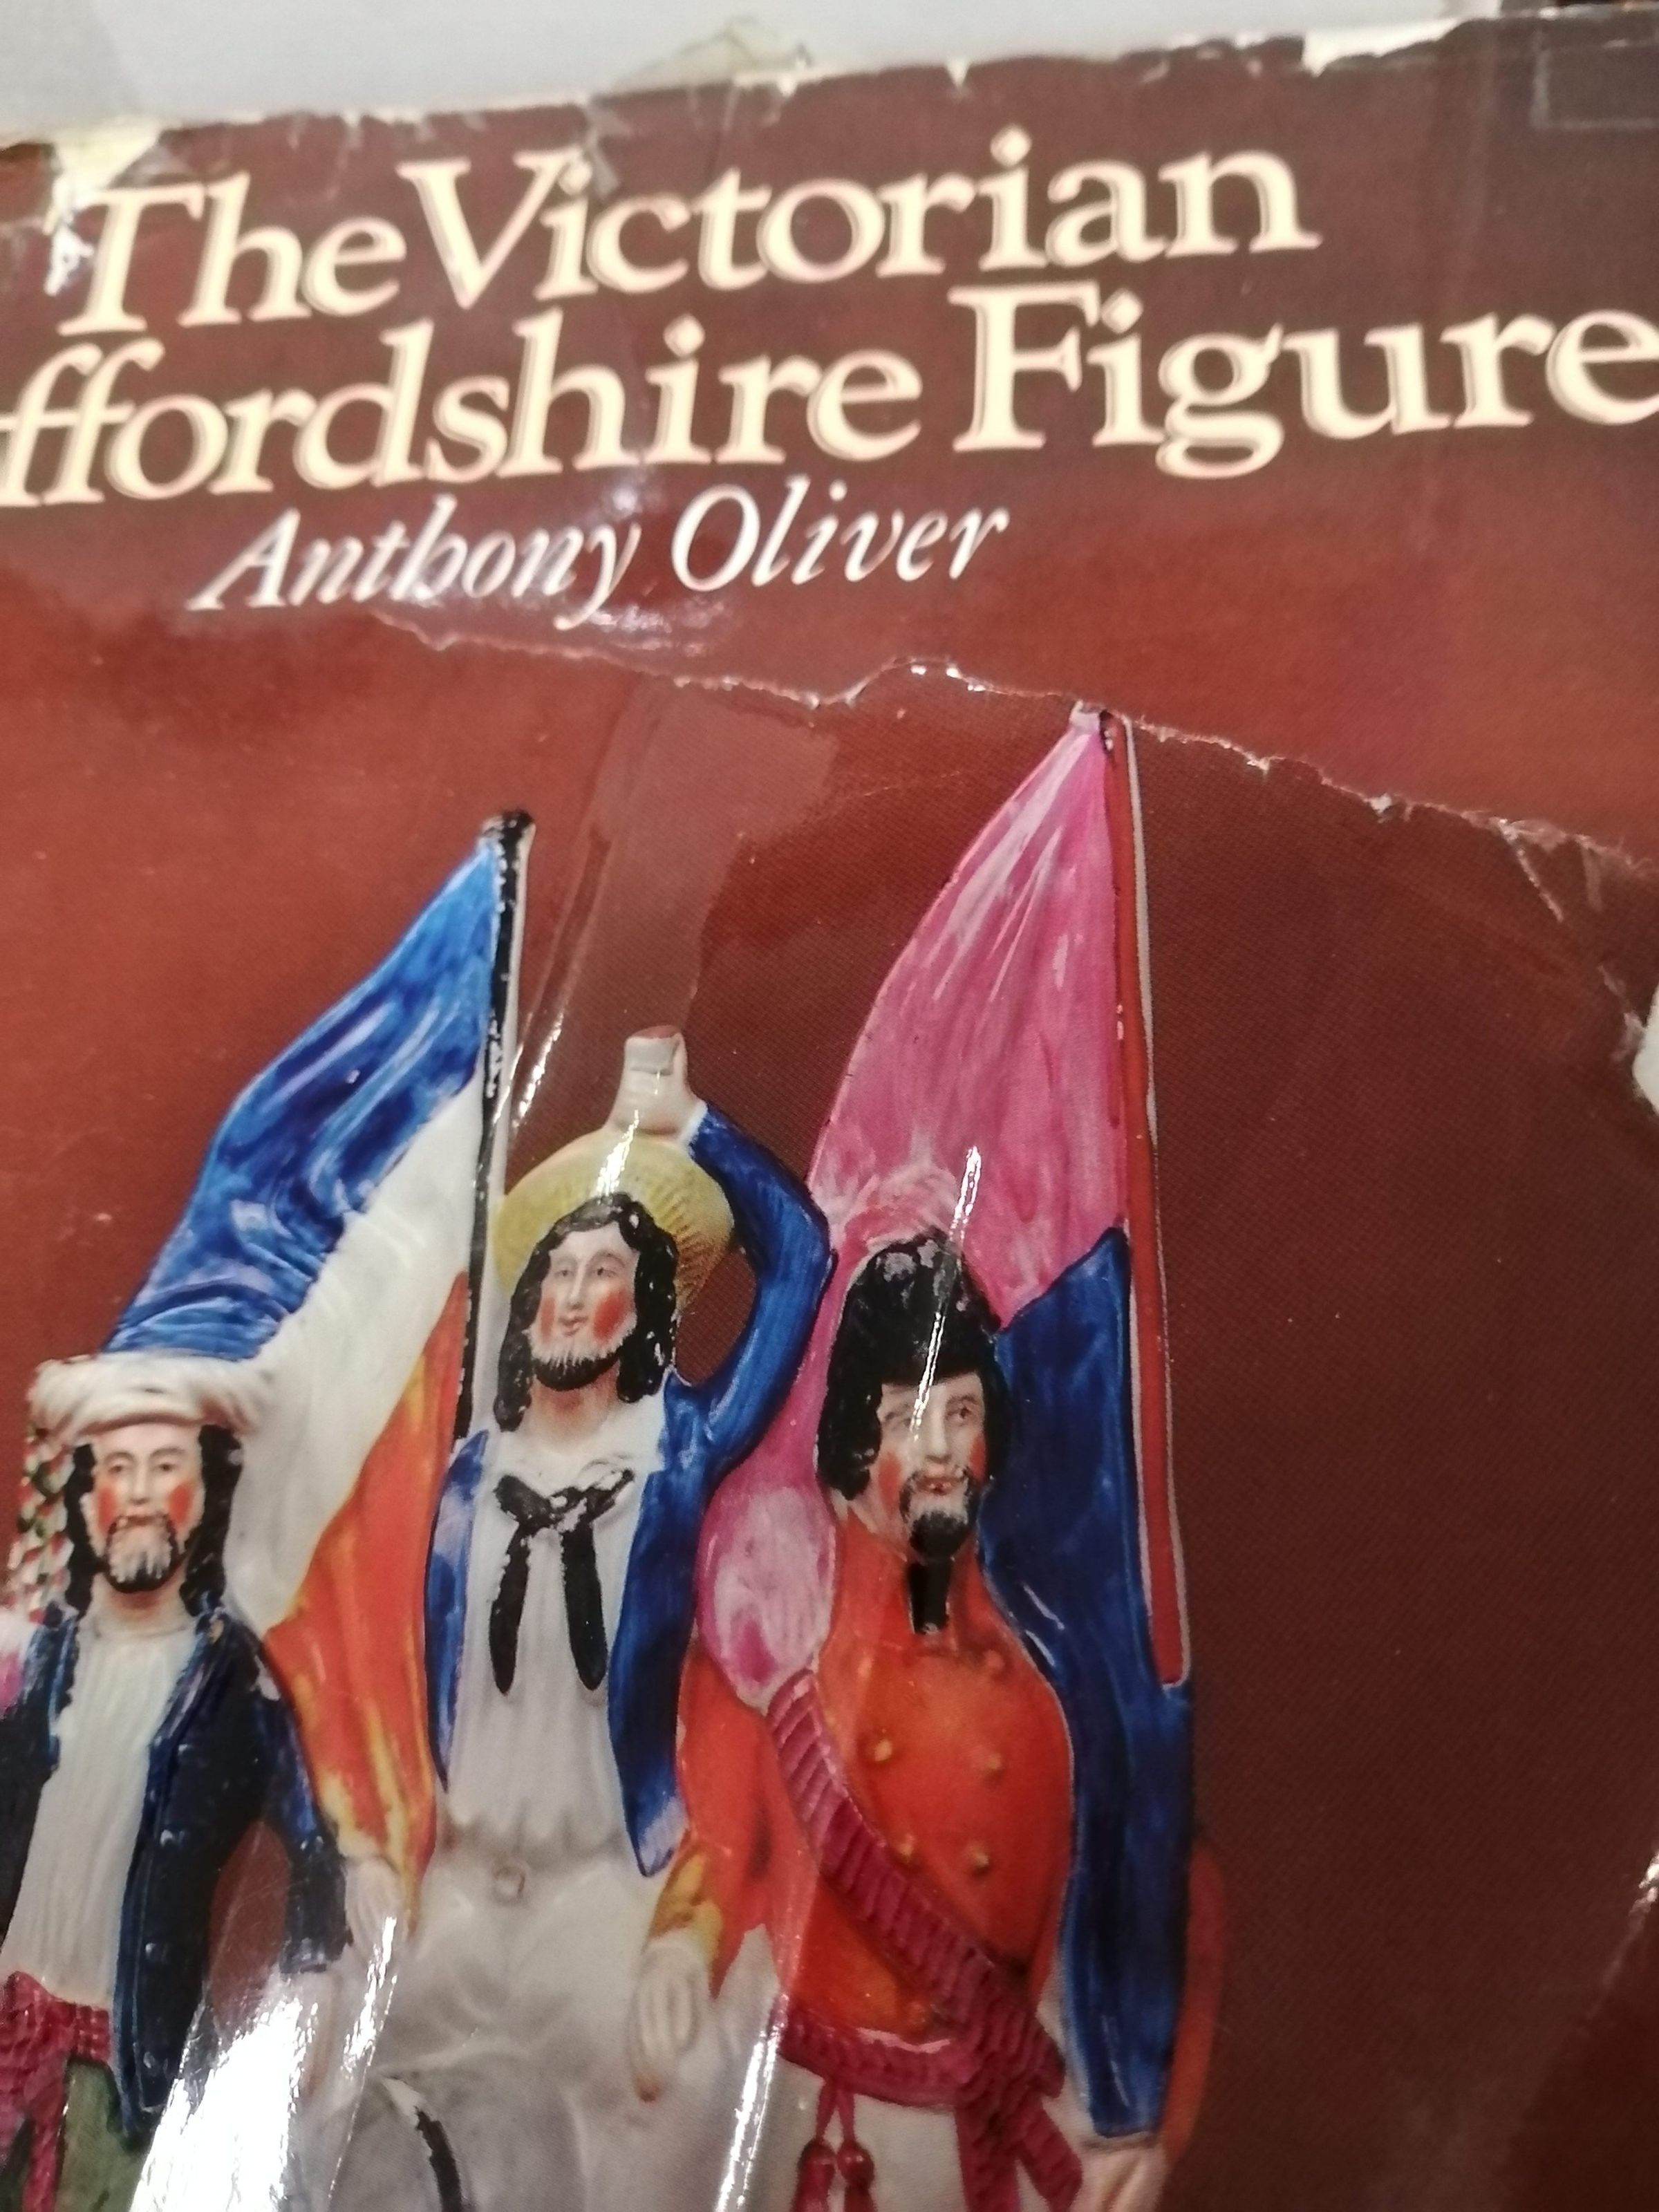 The Victorian
ffordshire Figure
Anthony Oliver